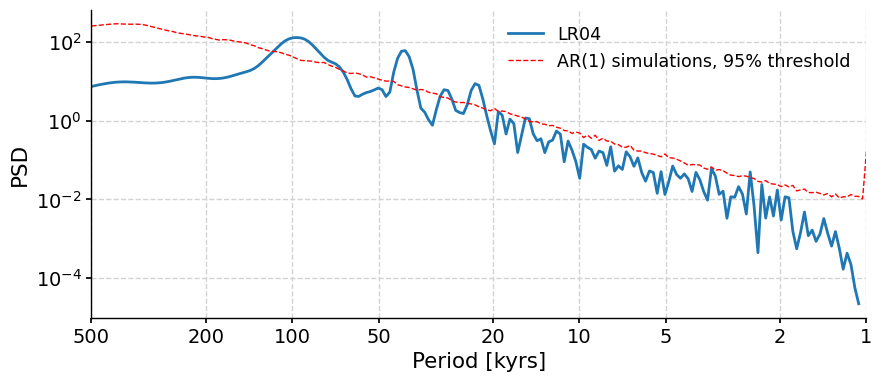 LR04
AR(1) simulations, 95% threshold
PSD
10²
10⁰
10⁻²
10⁻⁴
500 200 100 50 20 10 5 2 1
Period [kyrs]